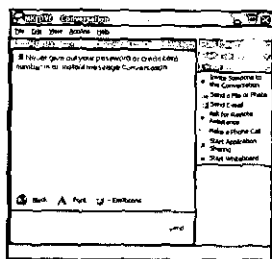 Conversation
File Edit View Actions Help
Never give out your password or credit card
number in an instant message conversation.
Invite Someone to
the Conversation
Send a File or Photo
Send E-mail
Ask for Remote
Assistance
Make a Phone Call
Start Application
Sharing
Start Whiteboard
Block Font Emoticons
Send